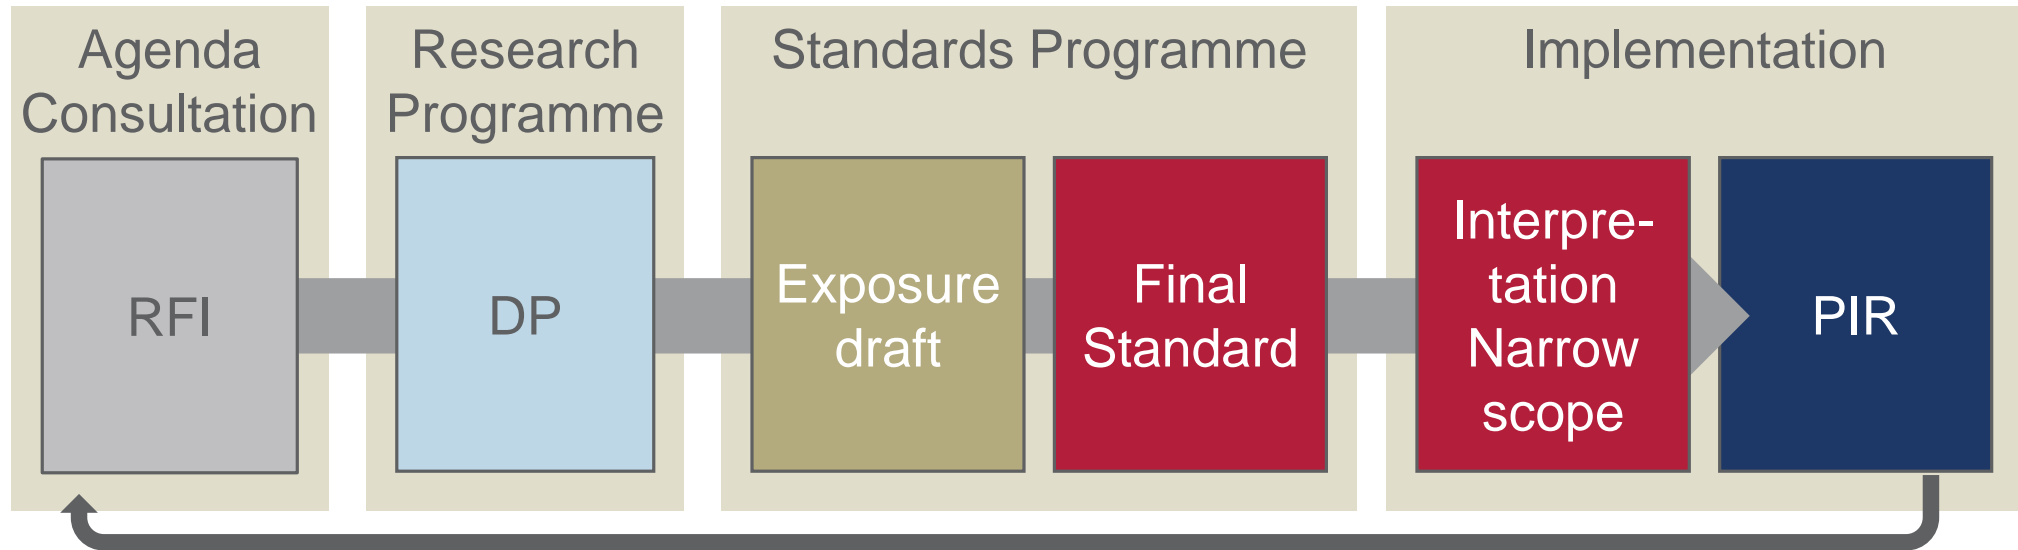 Agenda
Consultation
RFI
Research
Programme
DP
Standards Programme
Exposure
draft
Final
Standard
Implementation
Interpre-
tation
Narrow
scope
PIR